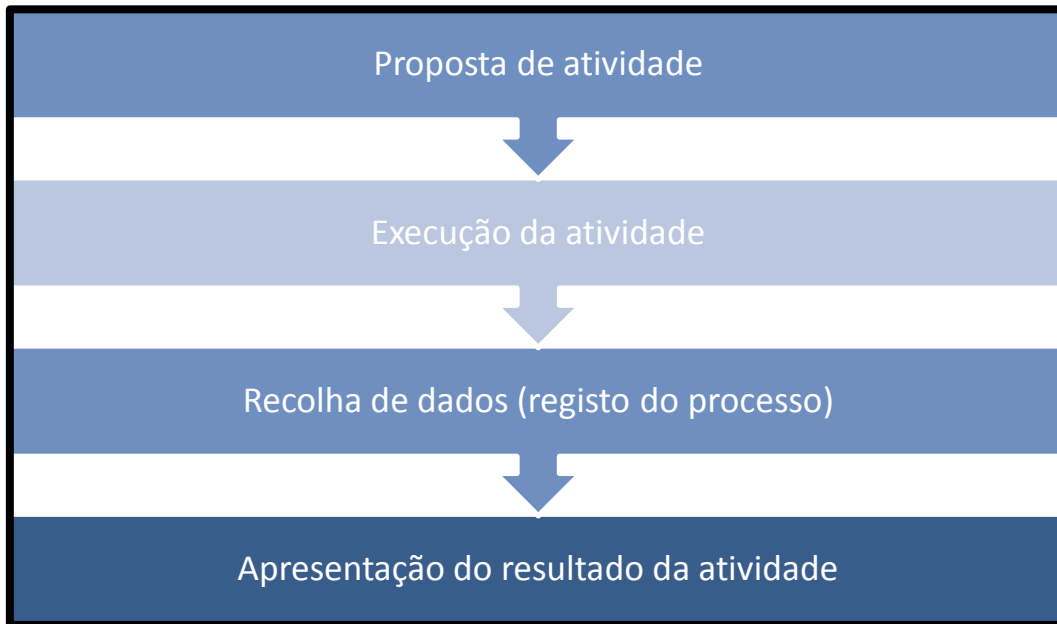 Proposta de atividade
Execução da atividade
Recolha de dados (registo do processo)
Apresentação do resultado da atividade